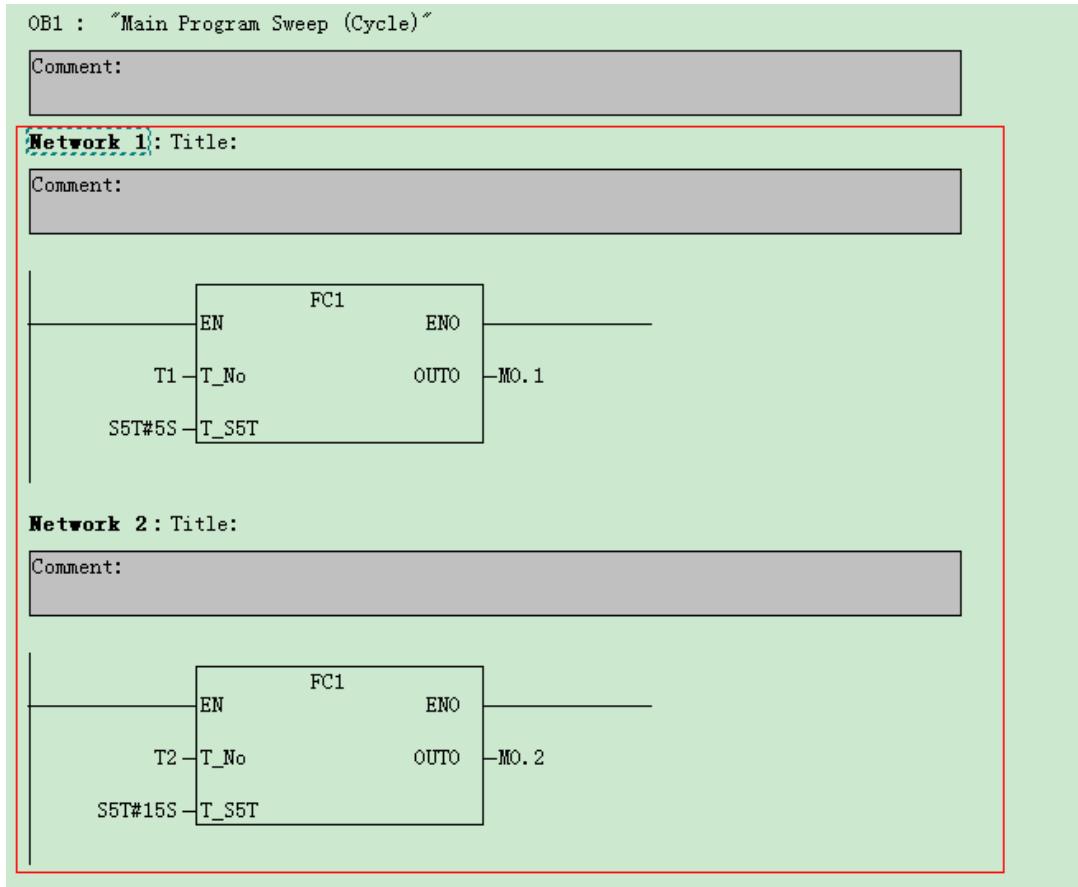 OB1 : "Main Program Sweep (Cycle)"
Comment:
Network 1: Title:
Comment:
FC1
EN ENO
T1 T_No OUTO M0.1
S5T#5S T_S5T
Network 2: Title:
Comment:
FC1
EN ENO
T2 T_No OUTO M0.2
S5T#15S T_S5T